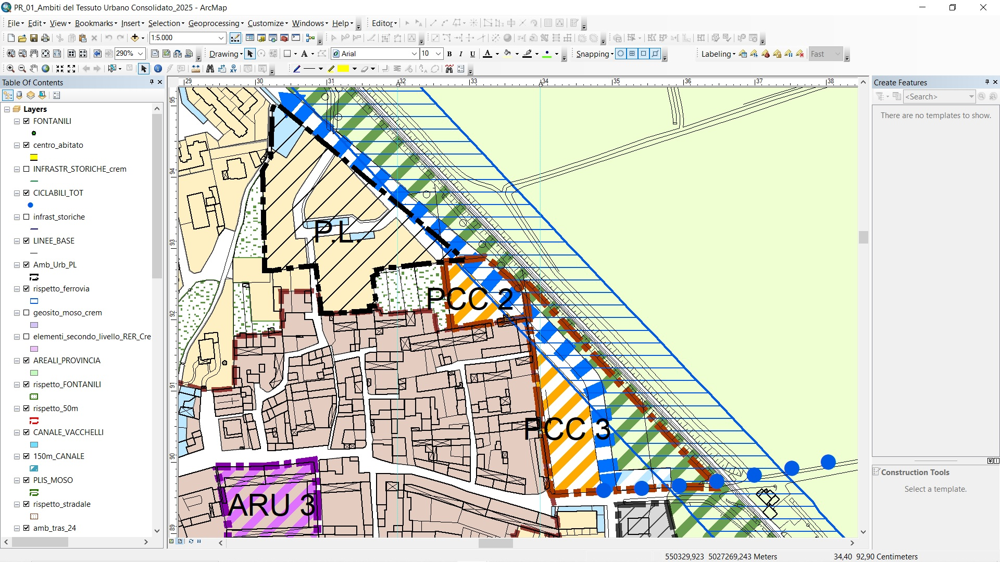 PR_01_Ambiti del Tessuto Urbano Consolidato_2025 - ArcMap
File Edit View Bookmarks Insert Selection Geoprocessing Customize Windows Help Editor
1:5.000
290% Drawing Arial 10 B I U A Snapping Labeling Fast
Table Of Contents
Layers
FONTANILI
centro_abitato
INFRASTR_STORICHE_crem
CICLABILI_TOT
infrast_storiche
LINEE_BASE
Amb_Urb_PL
rispetto_ferrovia
geosito_moso_crem
elementi_secondo_livello_RER_Cre
AREALI_PROVINCIA
rispetto_FONTANILI
rispetto_50m
CANALE_VACCHELLI
150m_CANALE
PLIS_MOSO
rispetto_stradale
amb_tras_24
29 30 31 32 33 34 35 36 37 38
95
94
93
92
91
90
89
P.L.
PCC 2
PCC 3
ARU 3
Create Features
<Search>
There are no templates to show.
Construction Tools
Select a template.
550329,923 5027269,243 Meters
34,40 92,90 Centimeters